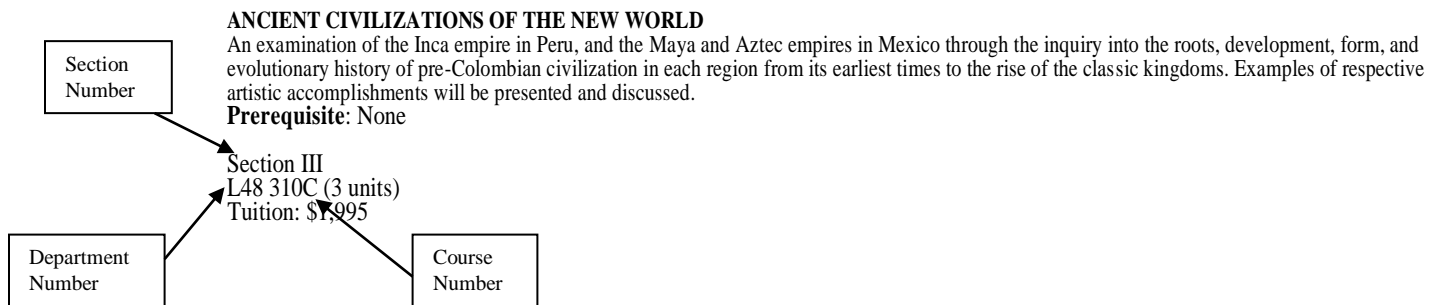 ANCIENT CIVILIZATIONS OF THE NEW WORLD
An examination of the Inca empire in Peru, and the Maya and Aztec empires in Mexico through the inquiry into the roots, development, form, and
evolutionary history of pre-Colombian civilization in each region from its earliest times to the rise of the classic kingdoms. Examples of respective
artistic accomplishments will be presented and discussed.
Prerequisite: None
Section
Number
Section III
L48 310C (3 units)
Tuition: $1,995
Department
Number
Course
Number